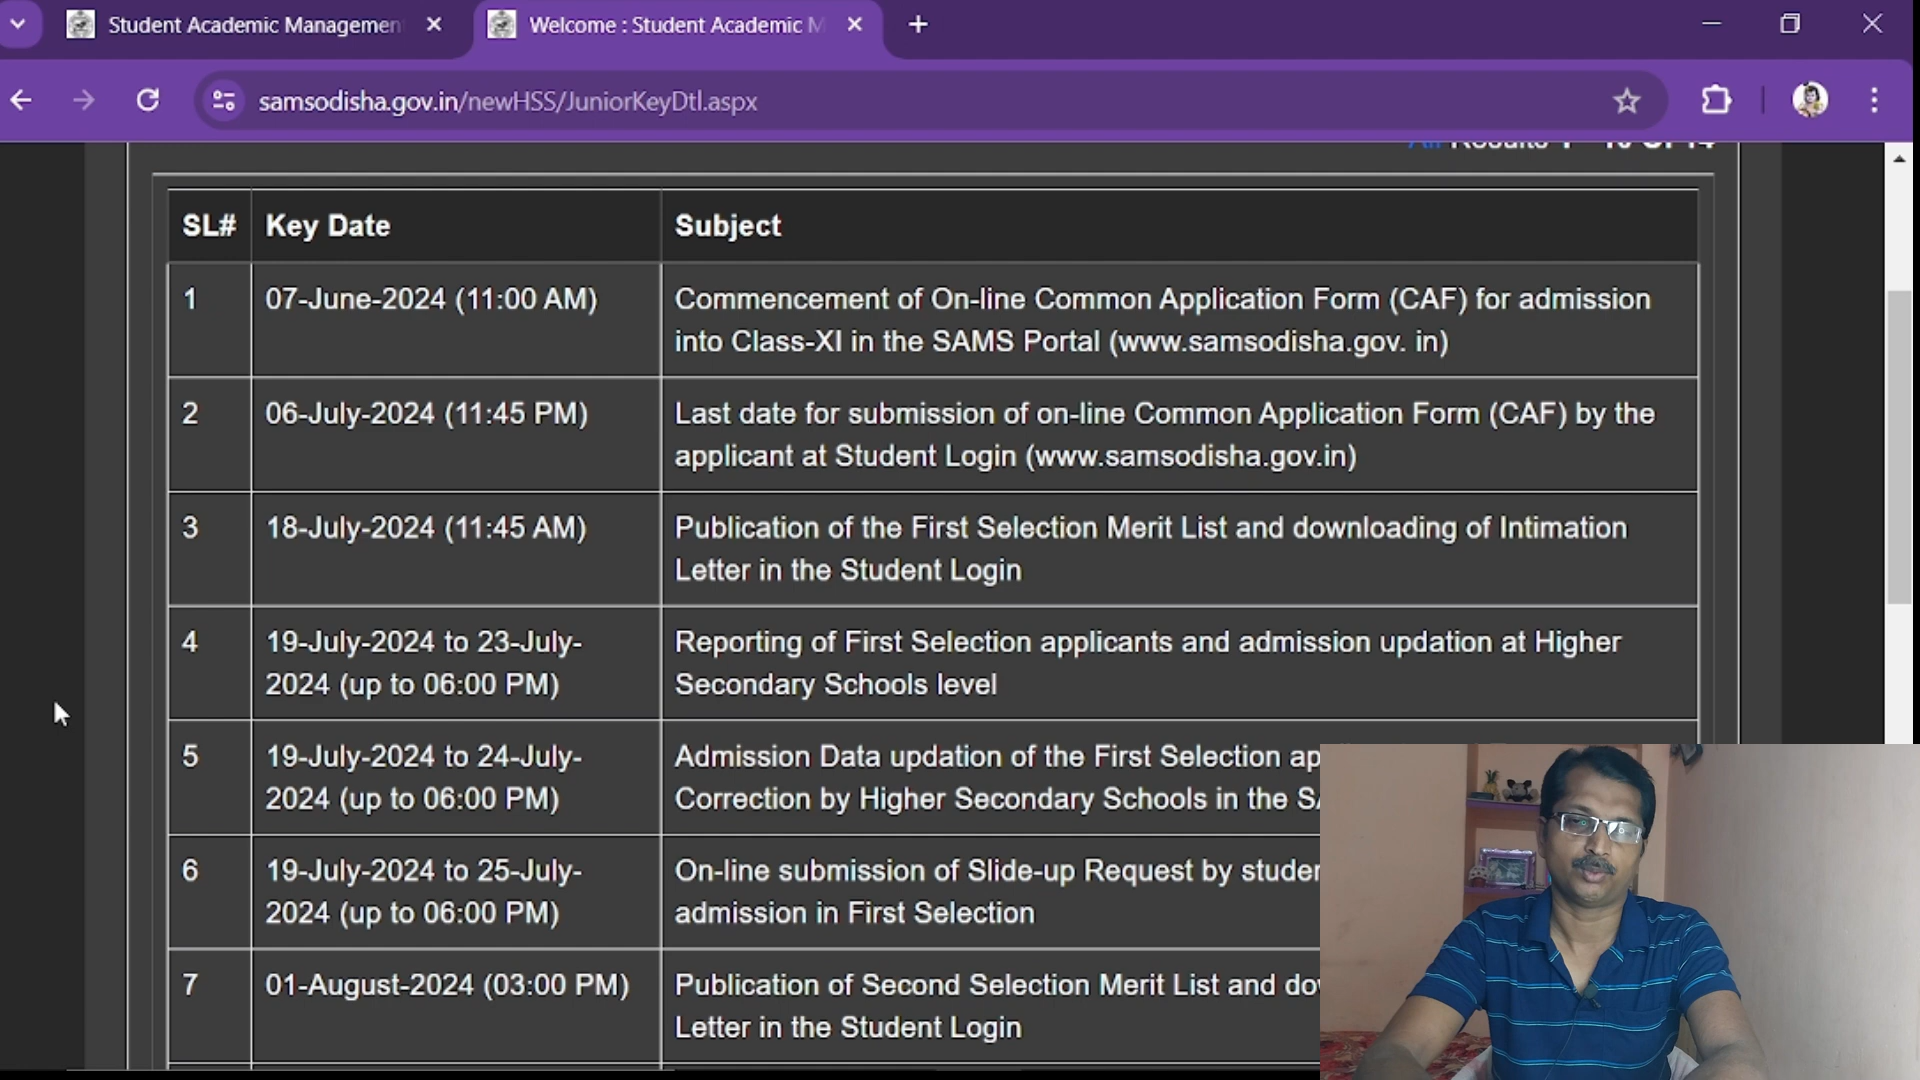 Student Academic Managemen
Welcome : Student Academic M
samsodisha.gov.in/newHSS/JuniorKeyDtl.aspx
All Results 1 - 10 Of 14
SL# Key Date Subject
1 07-June-2024 (11:00 AM) Commencement of On-line Common Application Form (CAF) for admission
into Class-XI in the SAMS Portal (www.samsodisha.gov. in)
2 06-July-2024 (11:45 PM) Last date for submission of on-line Common Application Form (CAF) by the
applicant at Student Login (www.samsodisha.gov.in)
3 18-July-2024 (11:45 AM) Publication of the First Selection Merit List and downloading of Intimation
Letter in the Student Login
4 19-July-2024 to 23-July- Reporting of First Selection applicants and admission updation at Higher
2024 (up to 06:00 PM) Secondary Schools level
5 19-July-2024 to 24-July- Admission Data updation of the First Selection
2024 (up to 06:00 PM) Correction by Higher Secondary Schools in the
6 19-July-2024 to 25-July- On-line submission of Slide-up Request by
2024 (up to 06:00 PM) admission in First Selection
7 01-August-2024 (03:00 PM) Publication of Second Selection Merit List and
Letter in the Student Login